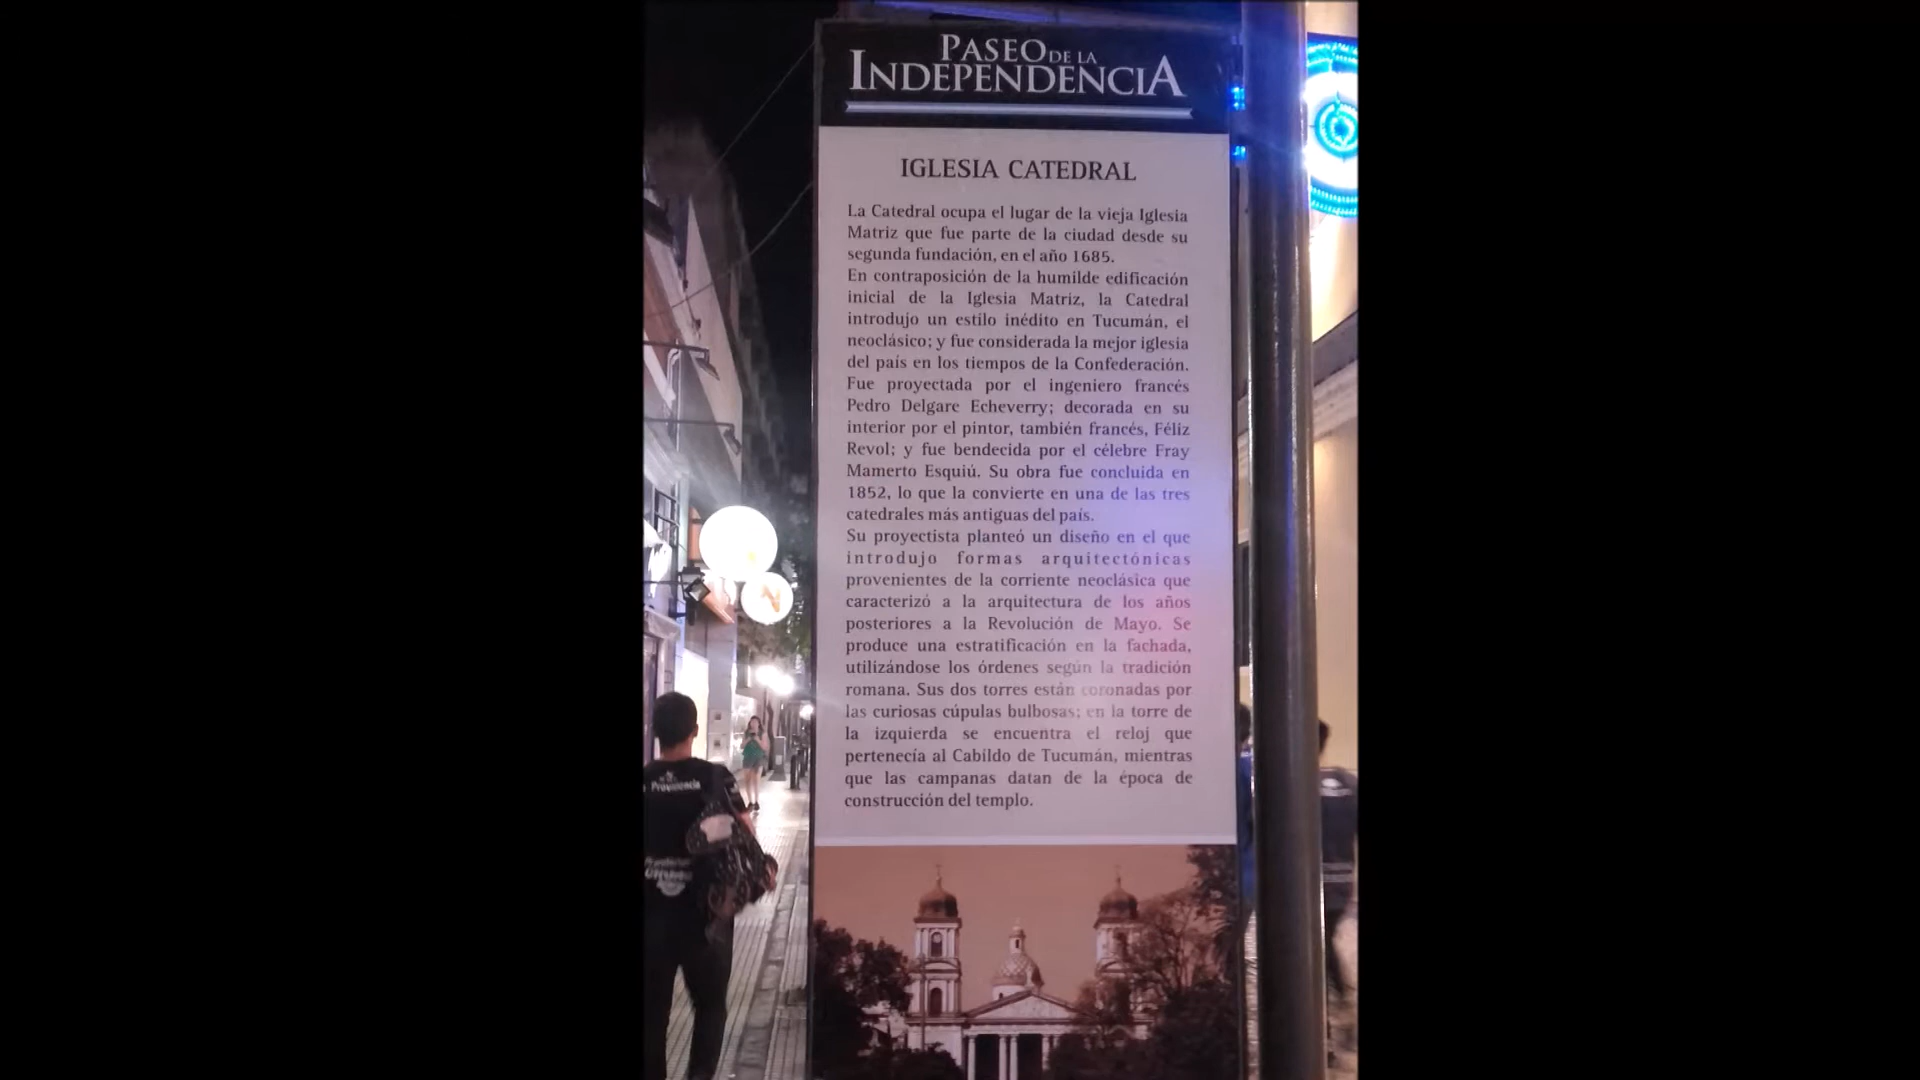 PASEO DE LA
INDEPENDENCIA
IGLESIA CATEDRAL
La Catedral ocupa el lugar de la vieja Iglesia
Matriz que fue parte de la ciudad desde su
segunda fundación, en el año 1685.
En contraposición de la humilde edificación
inicial de la Iglesia Matriz, la Catedral
introdujo un estilo inédito en Tucumán, el
neoclásico; y fue considerada la mejor iglesia
del país en los tiempos de la Confederación.
Fue proyectada por el ingeniero francés
Pedro Delgare Echeverry; decorada en su
interior por el pintor, también francés, Féliz
Revol; y fue bendecida por el célebre Fray
Mamerto Esquiú. Su obra fue concluida en
1852, lo que la convierte en una de las tres
catedrales más antiguas del país.
Su proyectista planteó un diseño en el que
introdujo formas arquitectónicas
provenientes de la corriente neoclásica que
caracterizó a la arquitectura de los años
posteriores a la Revolución de Mayo. Se
produce una estratificación en la fachada,
utilizándose los órdenes según la tradición
romana. Sus dos torres están coronadas por
las curiosas cúpulas bulbosas; en la torre de
la izquierda se encuentra el reloj que
pertenecía al Cabildo de Tucumán, mientras
que las campanas datan de la época de
construcción del templo.
Providencia